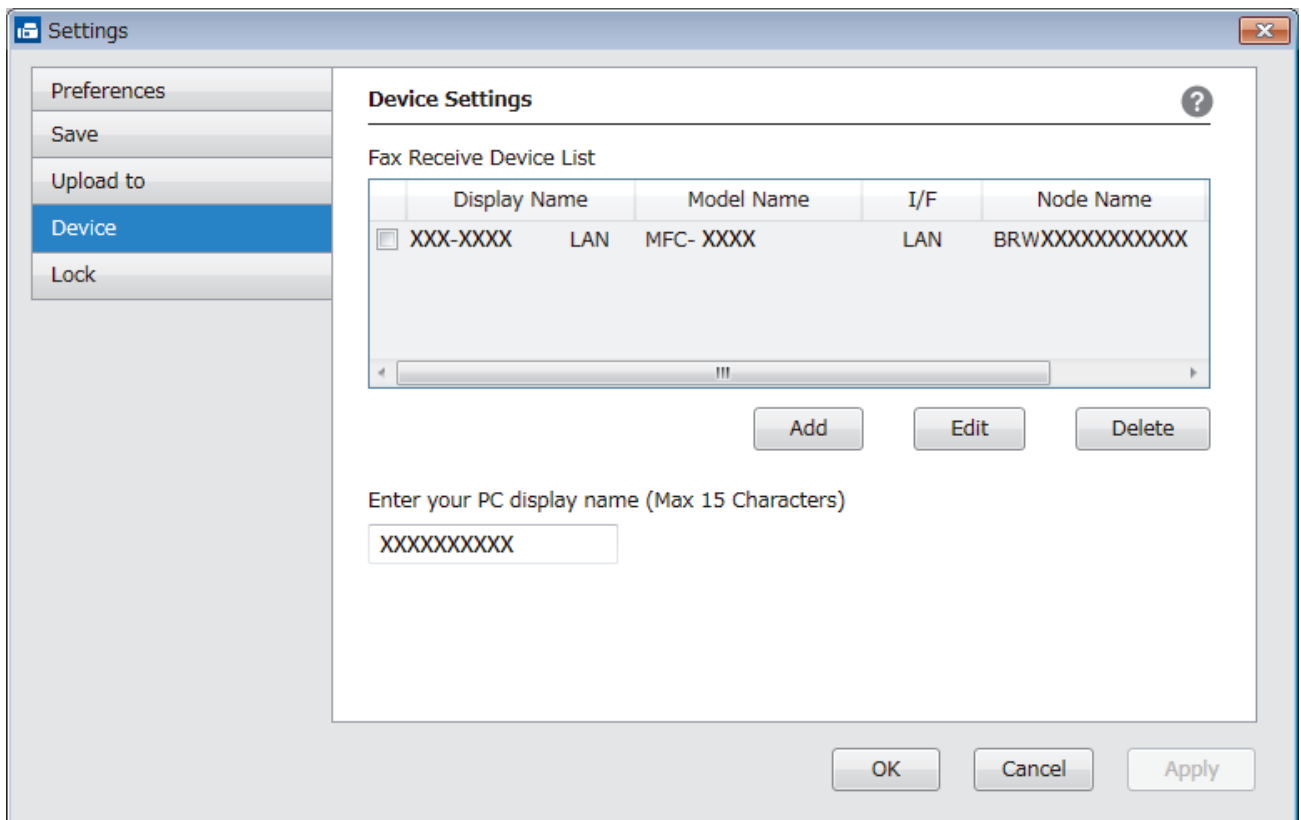 Settings
Preferences
Save
Upload to
Device
Lock
Device Settings
?
Fax Receive Device List
Display Name Model Name I/F Node Name
XXX-XXXX LAN MFC- XXXX LAN BRWXXXXXXXXXXX
Add Edit Delete
Enter your PC display name (Max 15 Characters)
XXXXXXXXXX
OK Cancel Apply